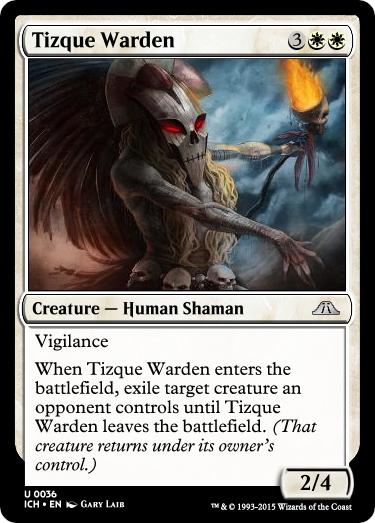 Tizque Warden 3
Creature — Human Shaman
Vigilance
When Tizque Warden enters the
battlefield, exile target creature an
opponent controls until Tizque
Warden leaves the battlefield. (That
creature returns under its owner's
control.)
2/4
U 0036
ICH • EN Gary Laib
™ & © 1993-2015 Wizards of the Coast